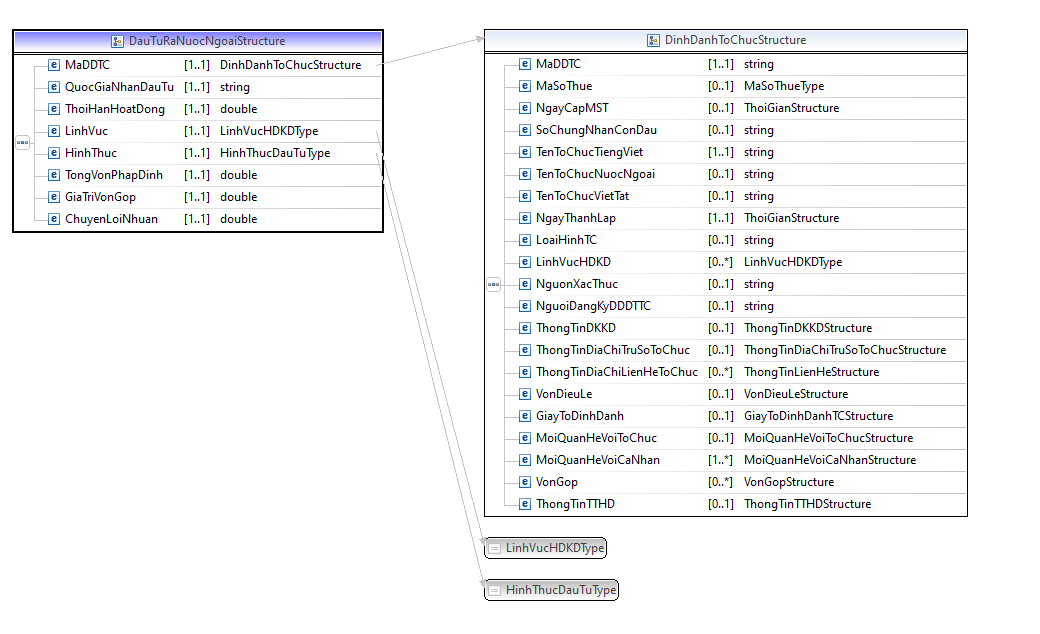 DauTuRaNuocNgoaiStructure
MaDDTC [1..1] DinhDanhToChucStructure
QuocGiaNhanDauTu [1..1] string
ThoiHanHoatDong [1..1] double
LinhVuc [1..1] LinhVucHDKDType
HinhThuc [1..1] HinhThucDauTuType
TongVonPhapDinh [1..1] double
GiaTriVonGop [1..1] double
ChuyenLoiNhuan [1..1] double
DinhDanhToChucStructure
MaDDTC [1..1] string
MaSoThue [0..1] MaSoThueType
NgayCapMST [0..1] ThoiGianStructure
SoChungNhanConDau [0..1] string
TenToChucTiengViet [1..1] string
TenToChucNuocNgoai [0..1] string
TenToChucVietTat [0..1] string
NgayThanhLap [1..1] ThoiGianStructure
LoaiHinhTC [0..1] string
LinhVucHDKD [0..*] LinhVucHDKDType
NguonXacThuc [0..1] string
NguoiDangKyDDDTTC [0..1] string
ThongTinDKKD [0..1] ThongTinDKKDStructure
ThongTinDiaChiTruSoToChuc [0..1] ThongTinDiaChiTruSoToChucStructure
ThongTinDiaChiLienHeToChuc [0..*] ThongTinLienHeStructure
VonDieuLe [0..1] VonDieuLeStructure
GiayToDinhDanh [0..1] GiayToDinhDanhTCStructure
MoiQuanHeVoiToChuc [0..1] MoiQuanHeVoiToChucStructure
MoiQuanHeVoiCaNhan [1..*] MoiQuanHeVoiCaNhanStructure
VonGop [0..*] VonGopStructure
ThongTinTTHD [0..1] ThongTinTTHDStructure
LinhVucHDKDType
HinhThucDauTuType